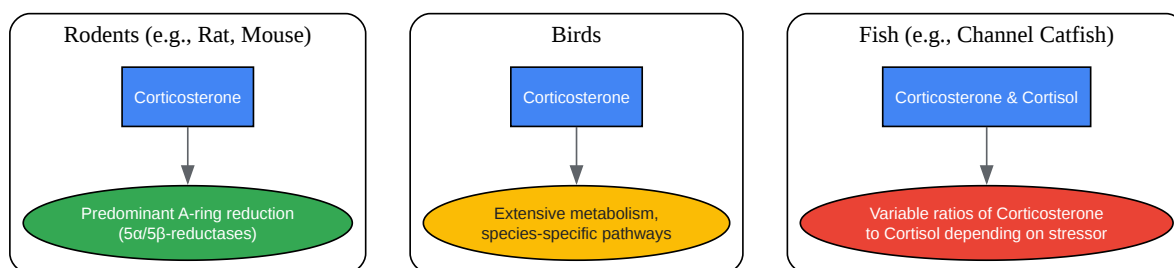 Rodents (e.g., Rat, Mouse)
Corticosterone
Predominant A-ring reduction
(5α/5β-reductases)
Birds
Corticosterone
Extensive metabolism,
species-specific pathways
Fish (e.g., Channel Catfish)
Corticosterone & Cortisol
Variable ratios of Corticosterone
to Cortisol depending on stressor